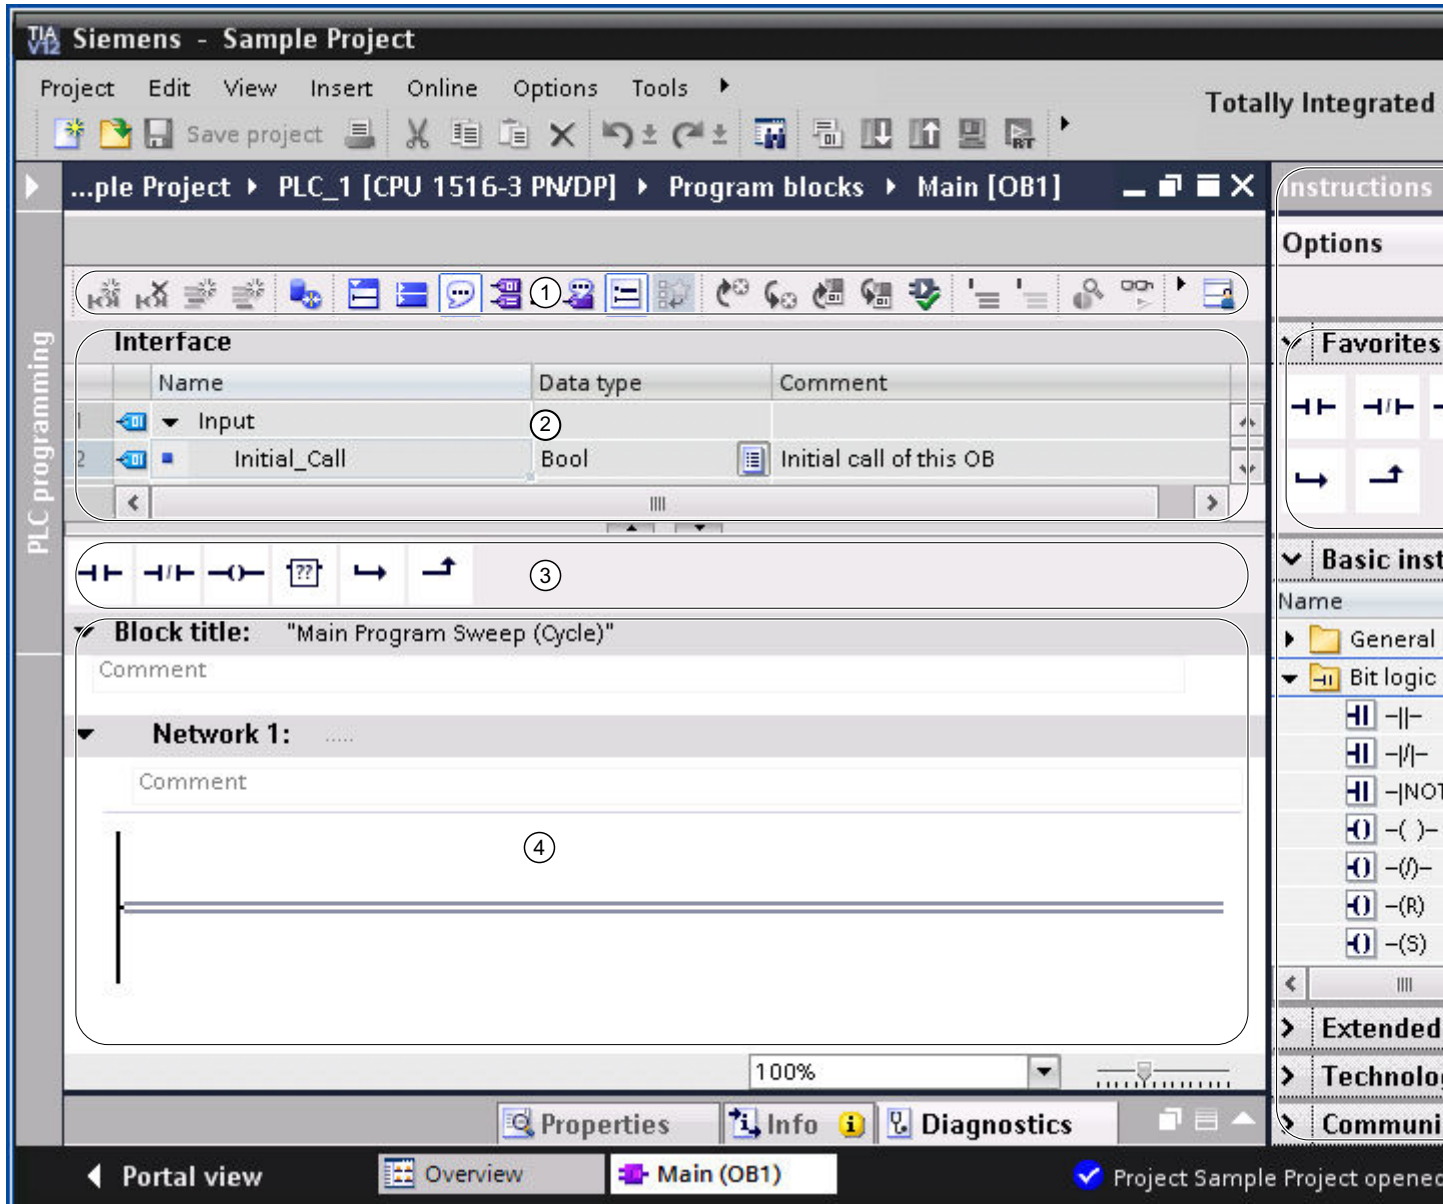 TIA V12 Siemens - Sample Project
Project Edit View Insert Online Options Tools
Totally Integrated
Save project
...ple Project PLC_1 [CPU 1516-3 PN/DP] Program blocks Main [OB1]
Instructions
Options
PLC programming
1
Interface
Favorites
Name Data type Comment
1 Input
2
2 Initial_Call Bool Initial call of this OB
??
3
Basic inst
Name
Block title: "Main Program Sweep (Cycle)"
General
Comment
Bit logic
Network 1: .....
-||-
-|/|-
Comment
-|NOT
-( )-
4
-(/)-
-(R)
-(S)
Extended
100%
Technolo
Properties Info Diagnostics
Communi
Portal view Overview Main (OB1) Project Sample Project opened